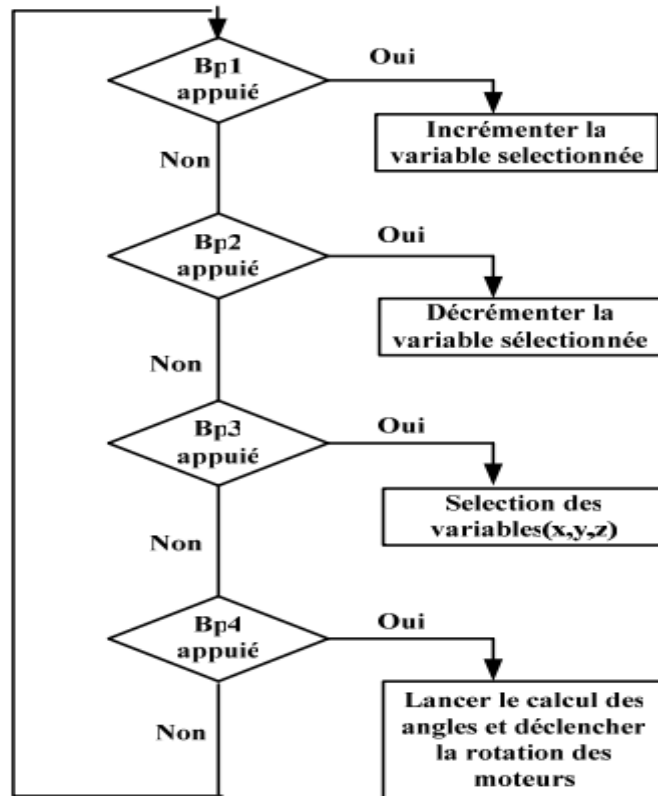 Bp1
appuié
Oui
Incrémenter la
variable selectionnée
Non
Bp2
appuié
Oui
Décrémenter la
variable sélectionnée
Non
Bp3
appuié
Oui
Selection des
variables(x,y,z)
Non
Bp4
appuié
Oui
Lancer le calcul des
angles et déclencher
la rotation des
moteurs
Non